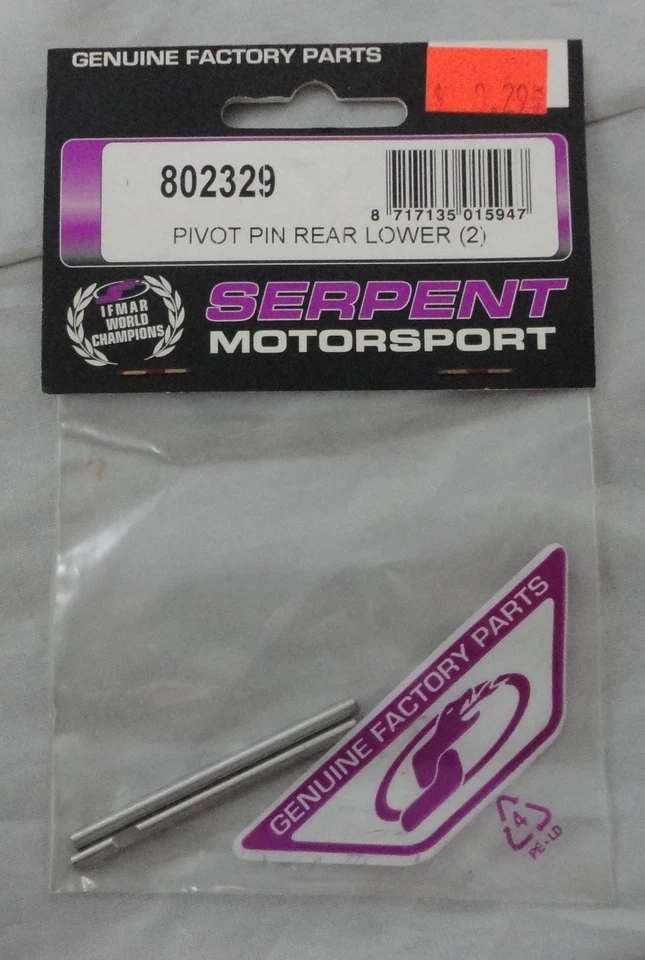 GENUINE FACTORY PARTS
802329
8 717135 015947
PIVOT PIN REAR LOWER (2)
IFMAR
WORLD
CHAMPIONS
SERPENT
MOTORSPORT
GENUINE FACTORY PARTS
4
PE-LD